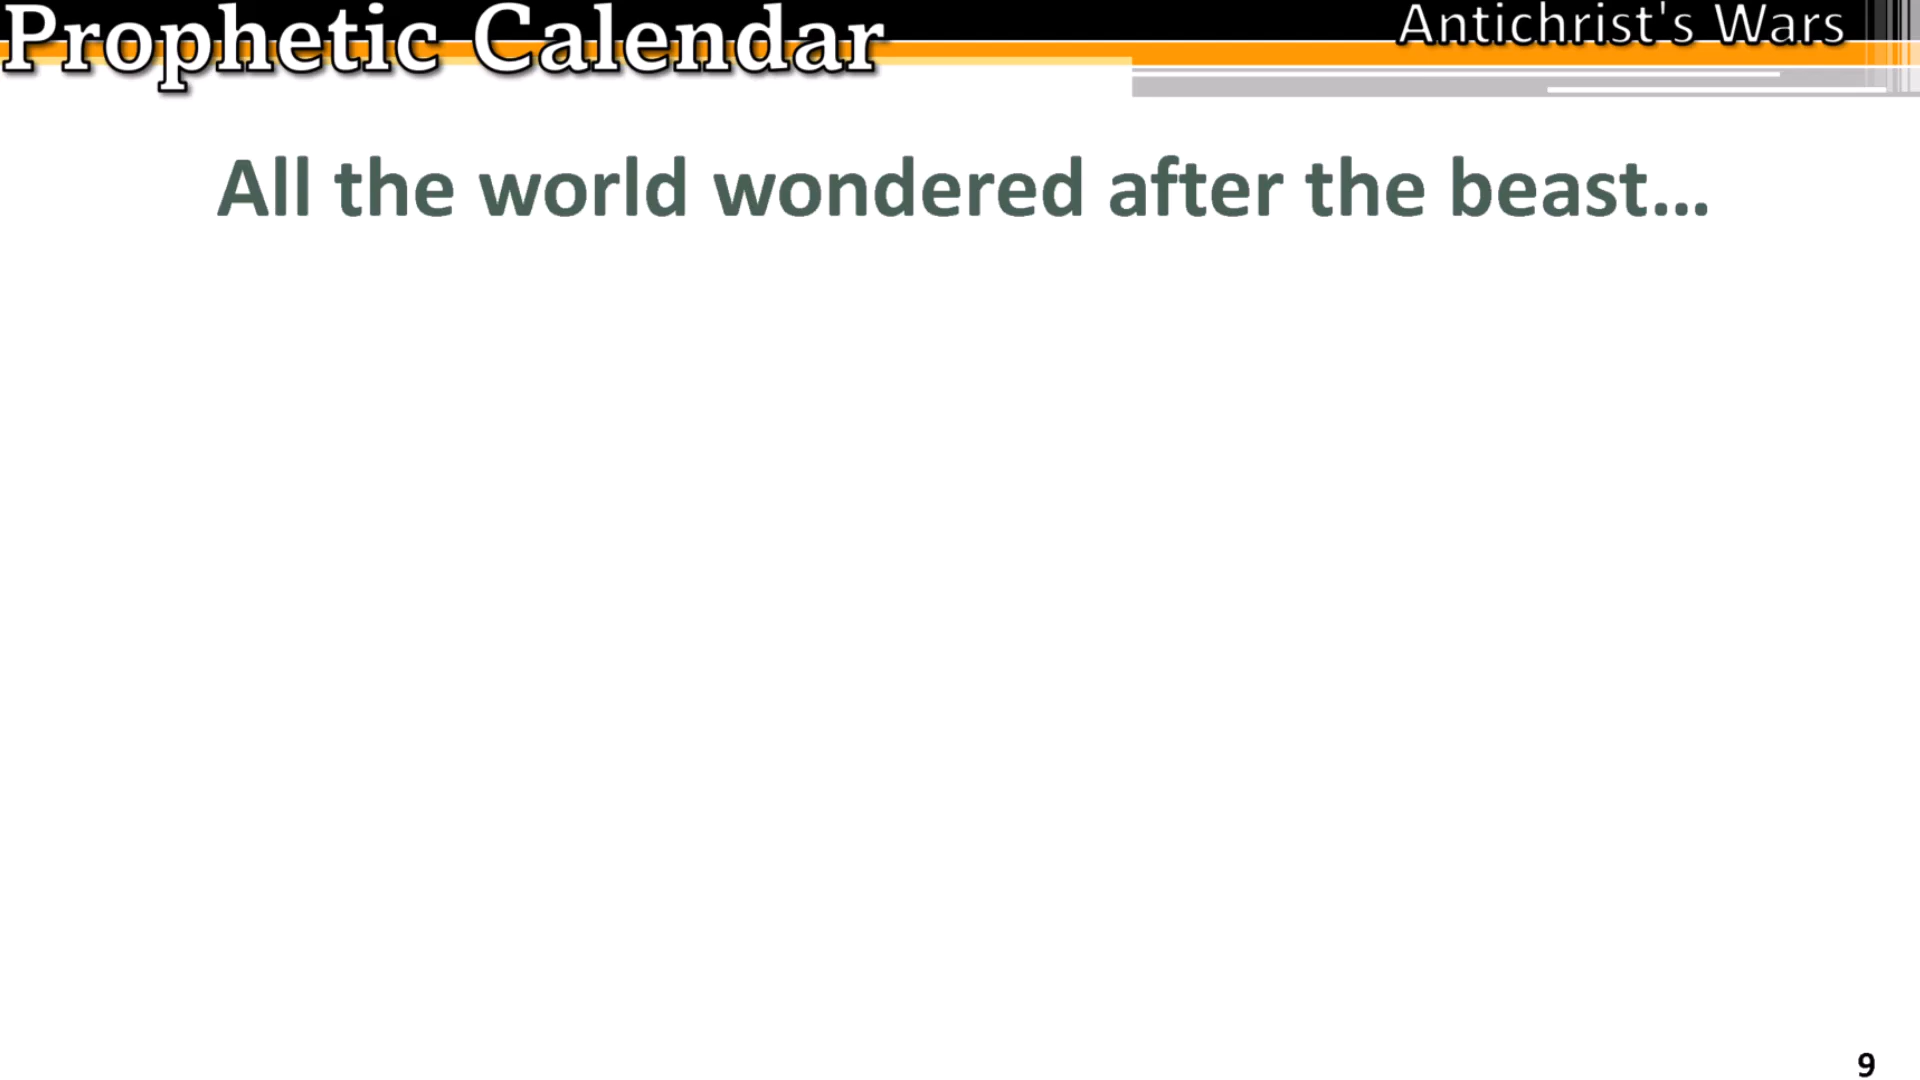 Prophetic Calendar
Antichrist's Wars
All the world wondered after the beast...
9